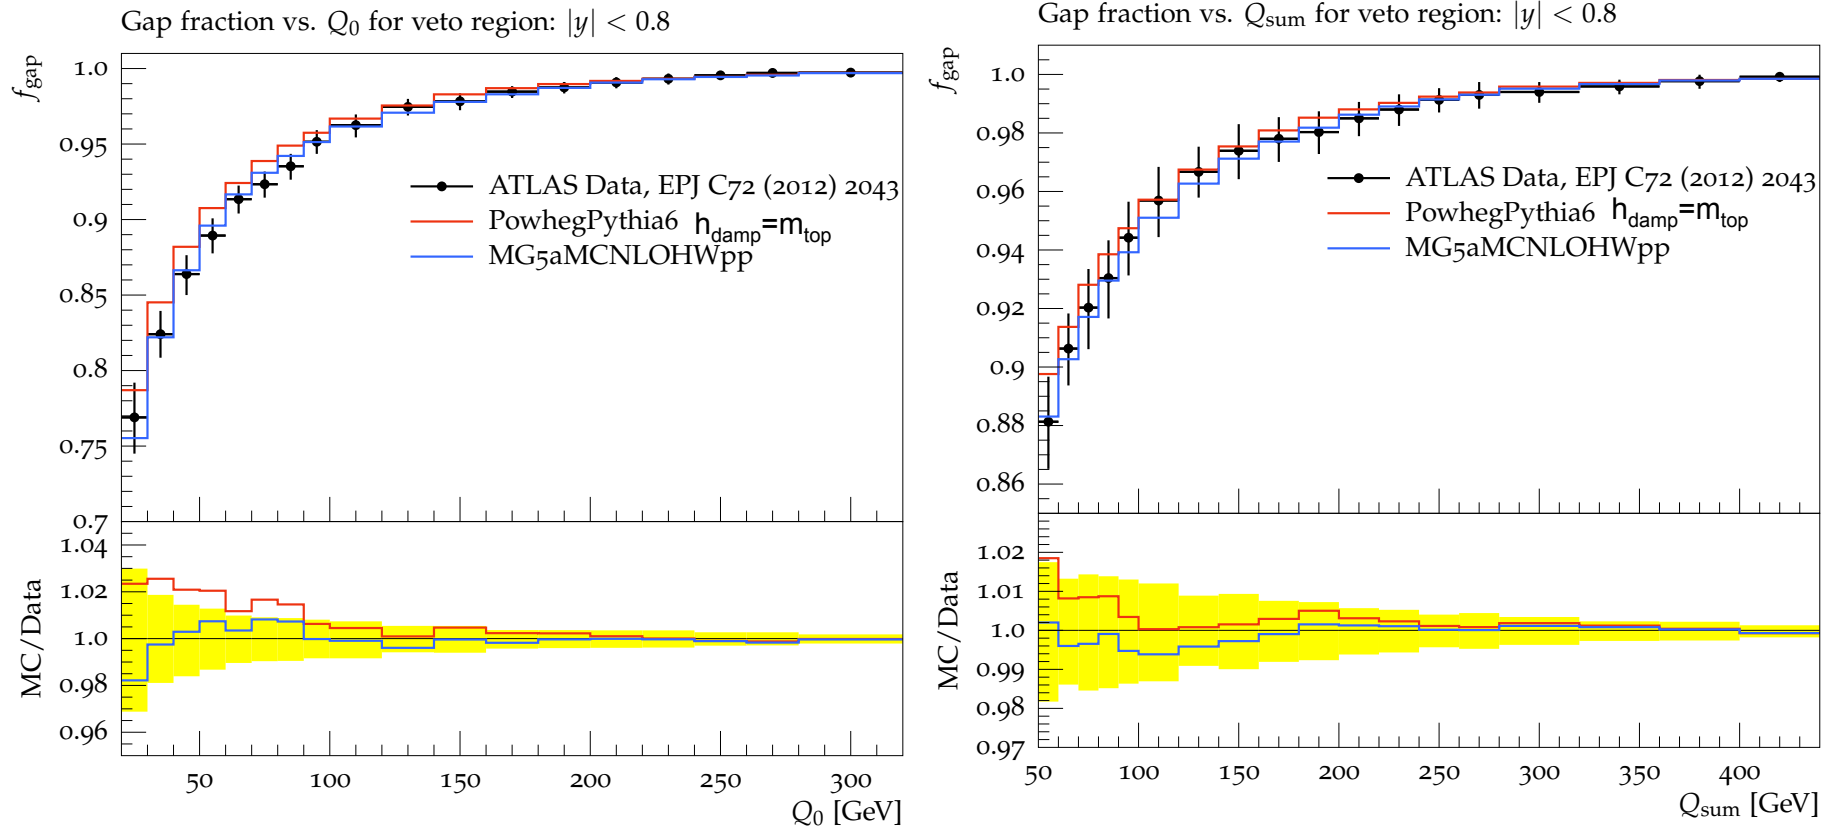 Gap fraction vs. Q0 for veto region: |y| < 0.8
fgap
1.0
0.95
0.9
0.85
0.8
0.75
0.7
ATLAS Data, EPJ C72 (2012) 2043
PowhegPythia6 hdamp=mtop
MG5aMCNLOHWpp
MC/Data
1.04
1.02
1.0
0.98
0.96
50 100 150 200 250 300
Q0 [GeV]
Gap fraction vs. Qsum for veto region: |y| < 0.8
fgap
1.0
0.98
0.96
0.94
0.92
0.9
0.88
0.86
ATLAS Data, EPJ C72 (2012) 2043
PowhegPythia6 hdamp=mtop
MG5aMCNLOHWpp
MC/Data
1.02
1.01
1.0
0.99
0.98
0.97
50 100 150 200 250 300 350 400
Qsum [GeV]